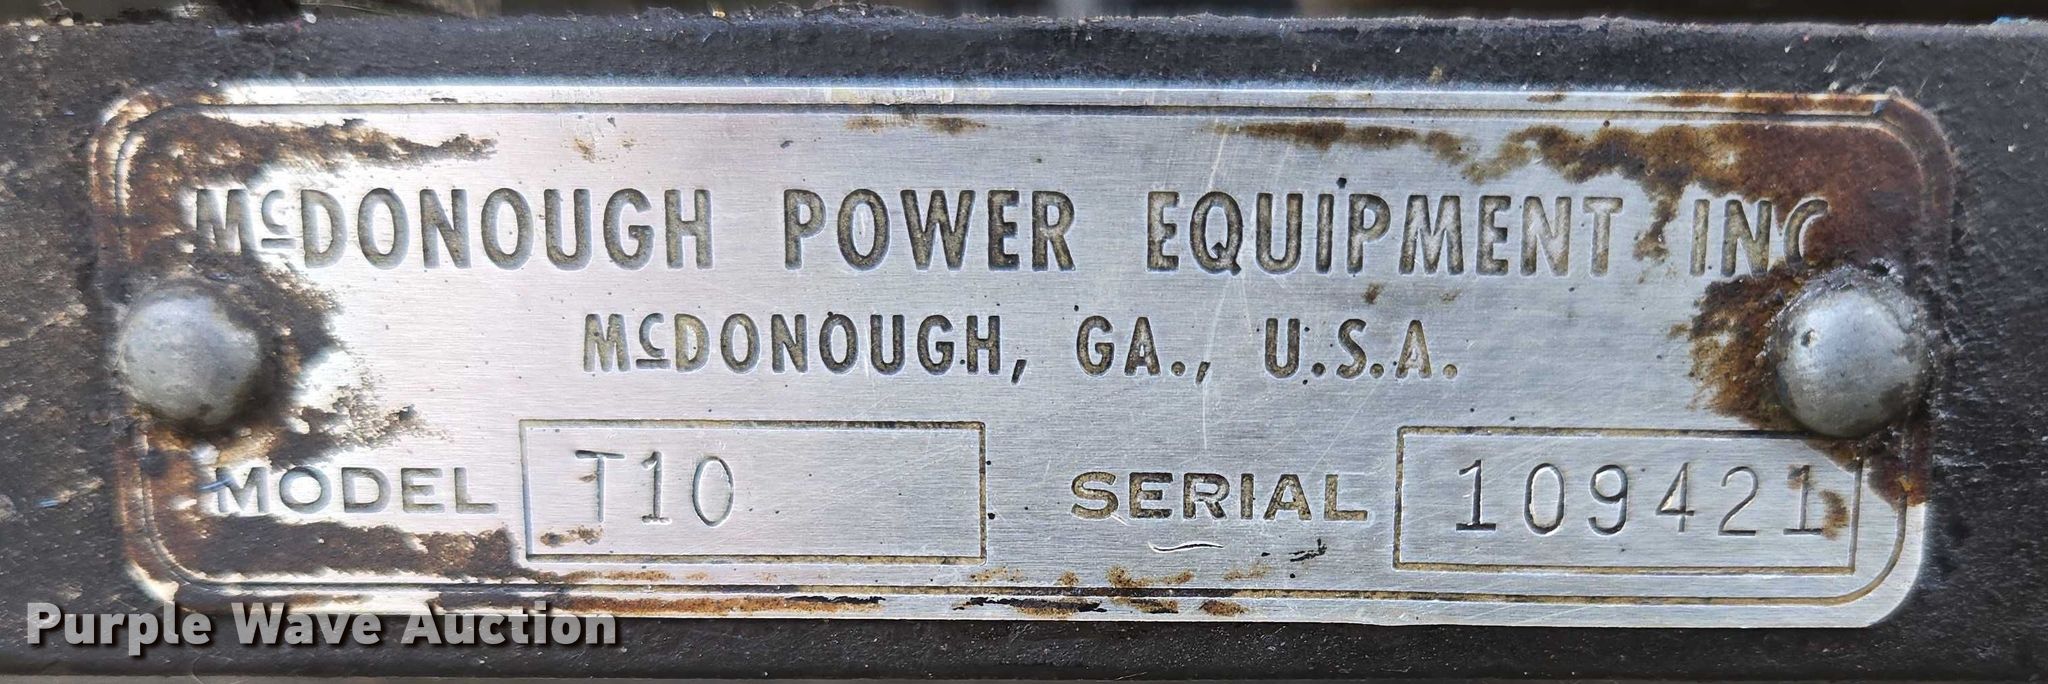 McDONOUGH POWER EQUIPMENT INC
McDONOUGH, GA., U.S.A.
MODEL T10 SERIAL 109421
Purple Wave Auction